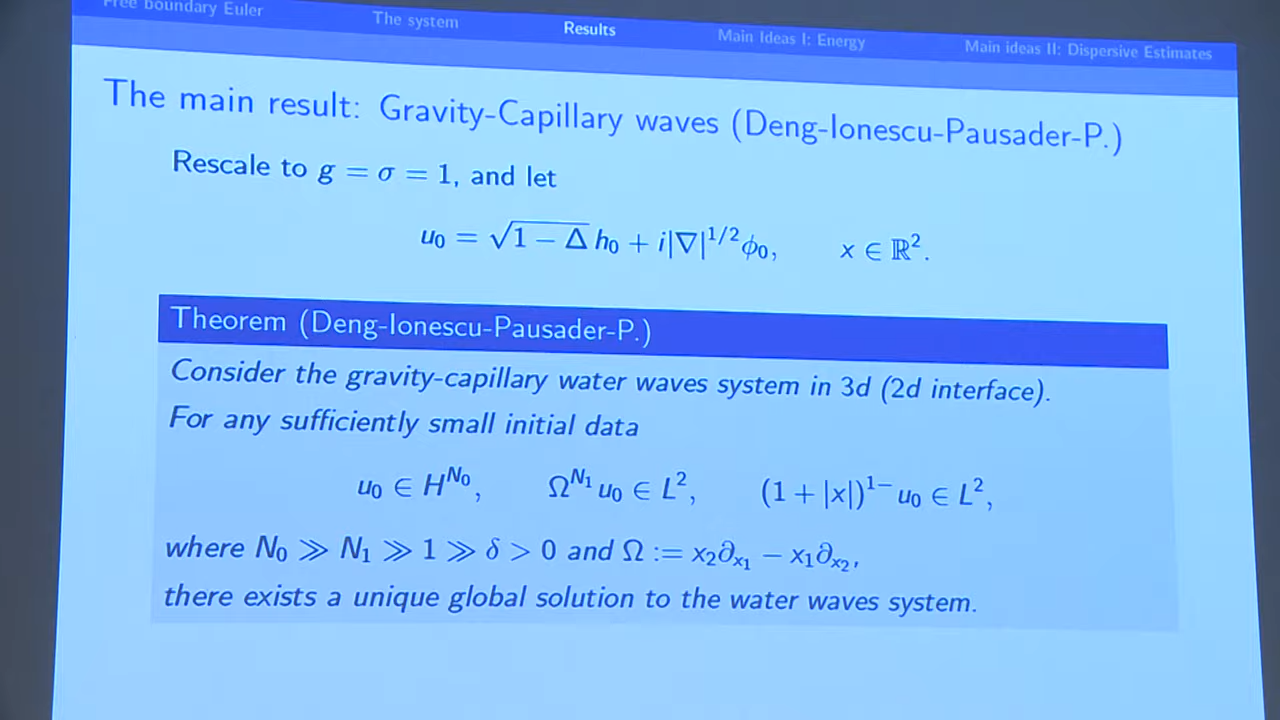 Free Boundary Euler The system Results Main Ideas I: Energy Main ideas II: Dispersive Estimates
The main result: Gravity-Capillary waves (Deng-Ionescu-Pausader-P.)
Rescale to g = σ = 1, and let
u₀ = √(1 − Δ) h₀ + i|∇|^{1/2} ϕ₀, x ∈ ℝ².
Theorem (Deng-Ionescu-Pausader-P.)
Consider the gravity-capillary water waves system in 3d (2d interface).
For any sufficiently small initial data
u₀ ∈ H^{N₀}, Ω^{N₁} u₀ ∈ L², (1 + |x|)^{1−} u₀ ∈ L²,
where N₀ ≫ N₁ ≫ 1 ≫ δ > 0 and Ω := x₂∂_{x₁} − x₁∂_{x₂},
there exists a unique global solution to the water waves system.